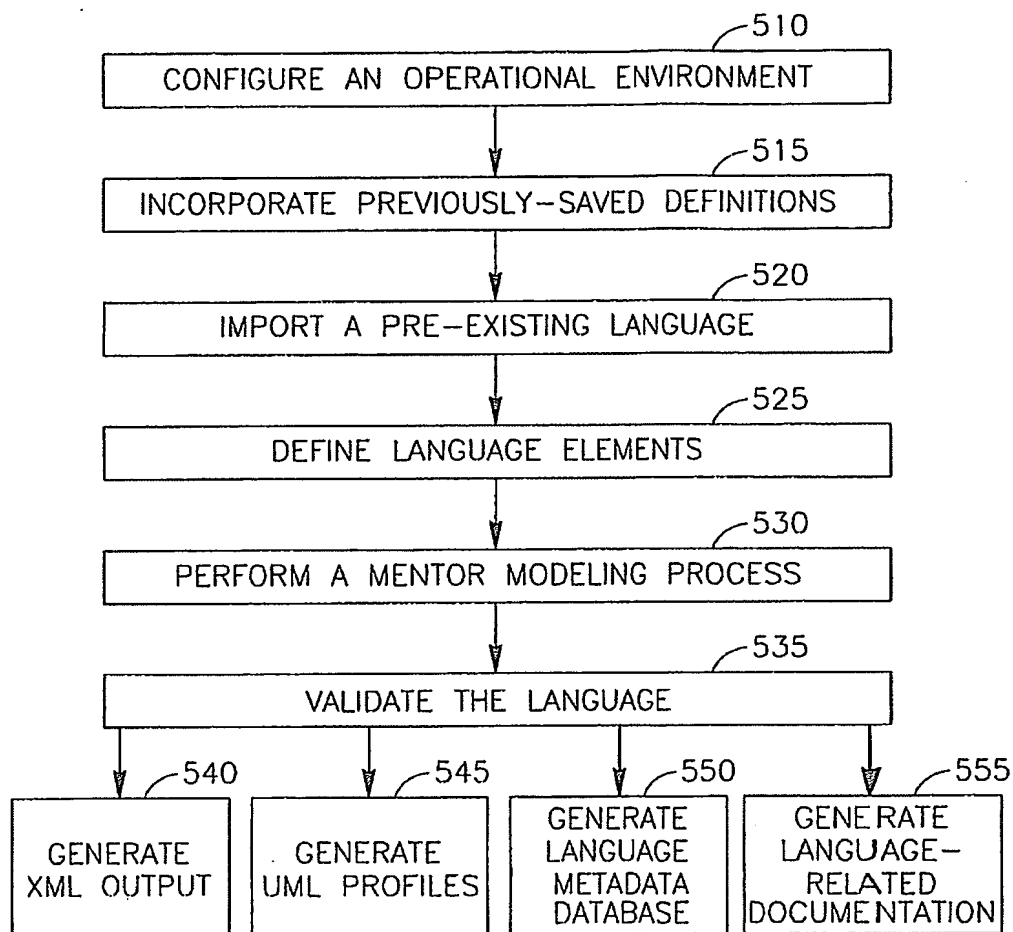 510
CONFIGURE AN OPERATIONAL ENVIRONMENT
515
INCORPORATE PREVIOUSLY-SAVED DEFINITIONS
520
IMPORT A PRE-EXISTING LANGUAGE
525
DEFINE LANGUAGE ELEMENTS
530
PERFORM A MENTOR MODELING PROCESS
535
VALIDATE THE LANGUAGE
540
GENERATE
XML OUTPUT
545
GENERATE
UML PROFILES
550
GENERATE
LANGUAGE
METADATA
DATABASE
555
GENERATE
LANGUAGE-
RELATED
DOCUMENTATION